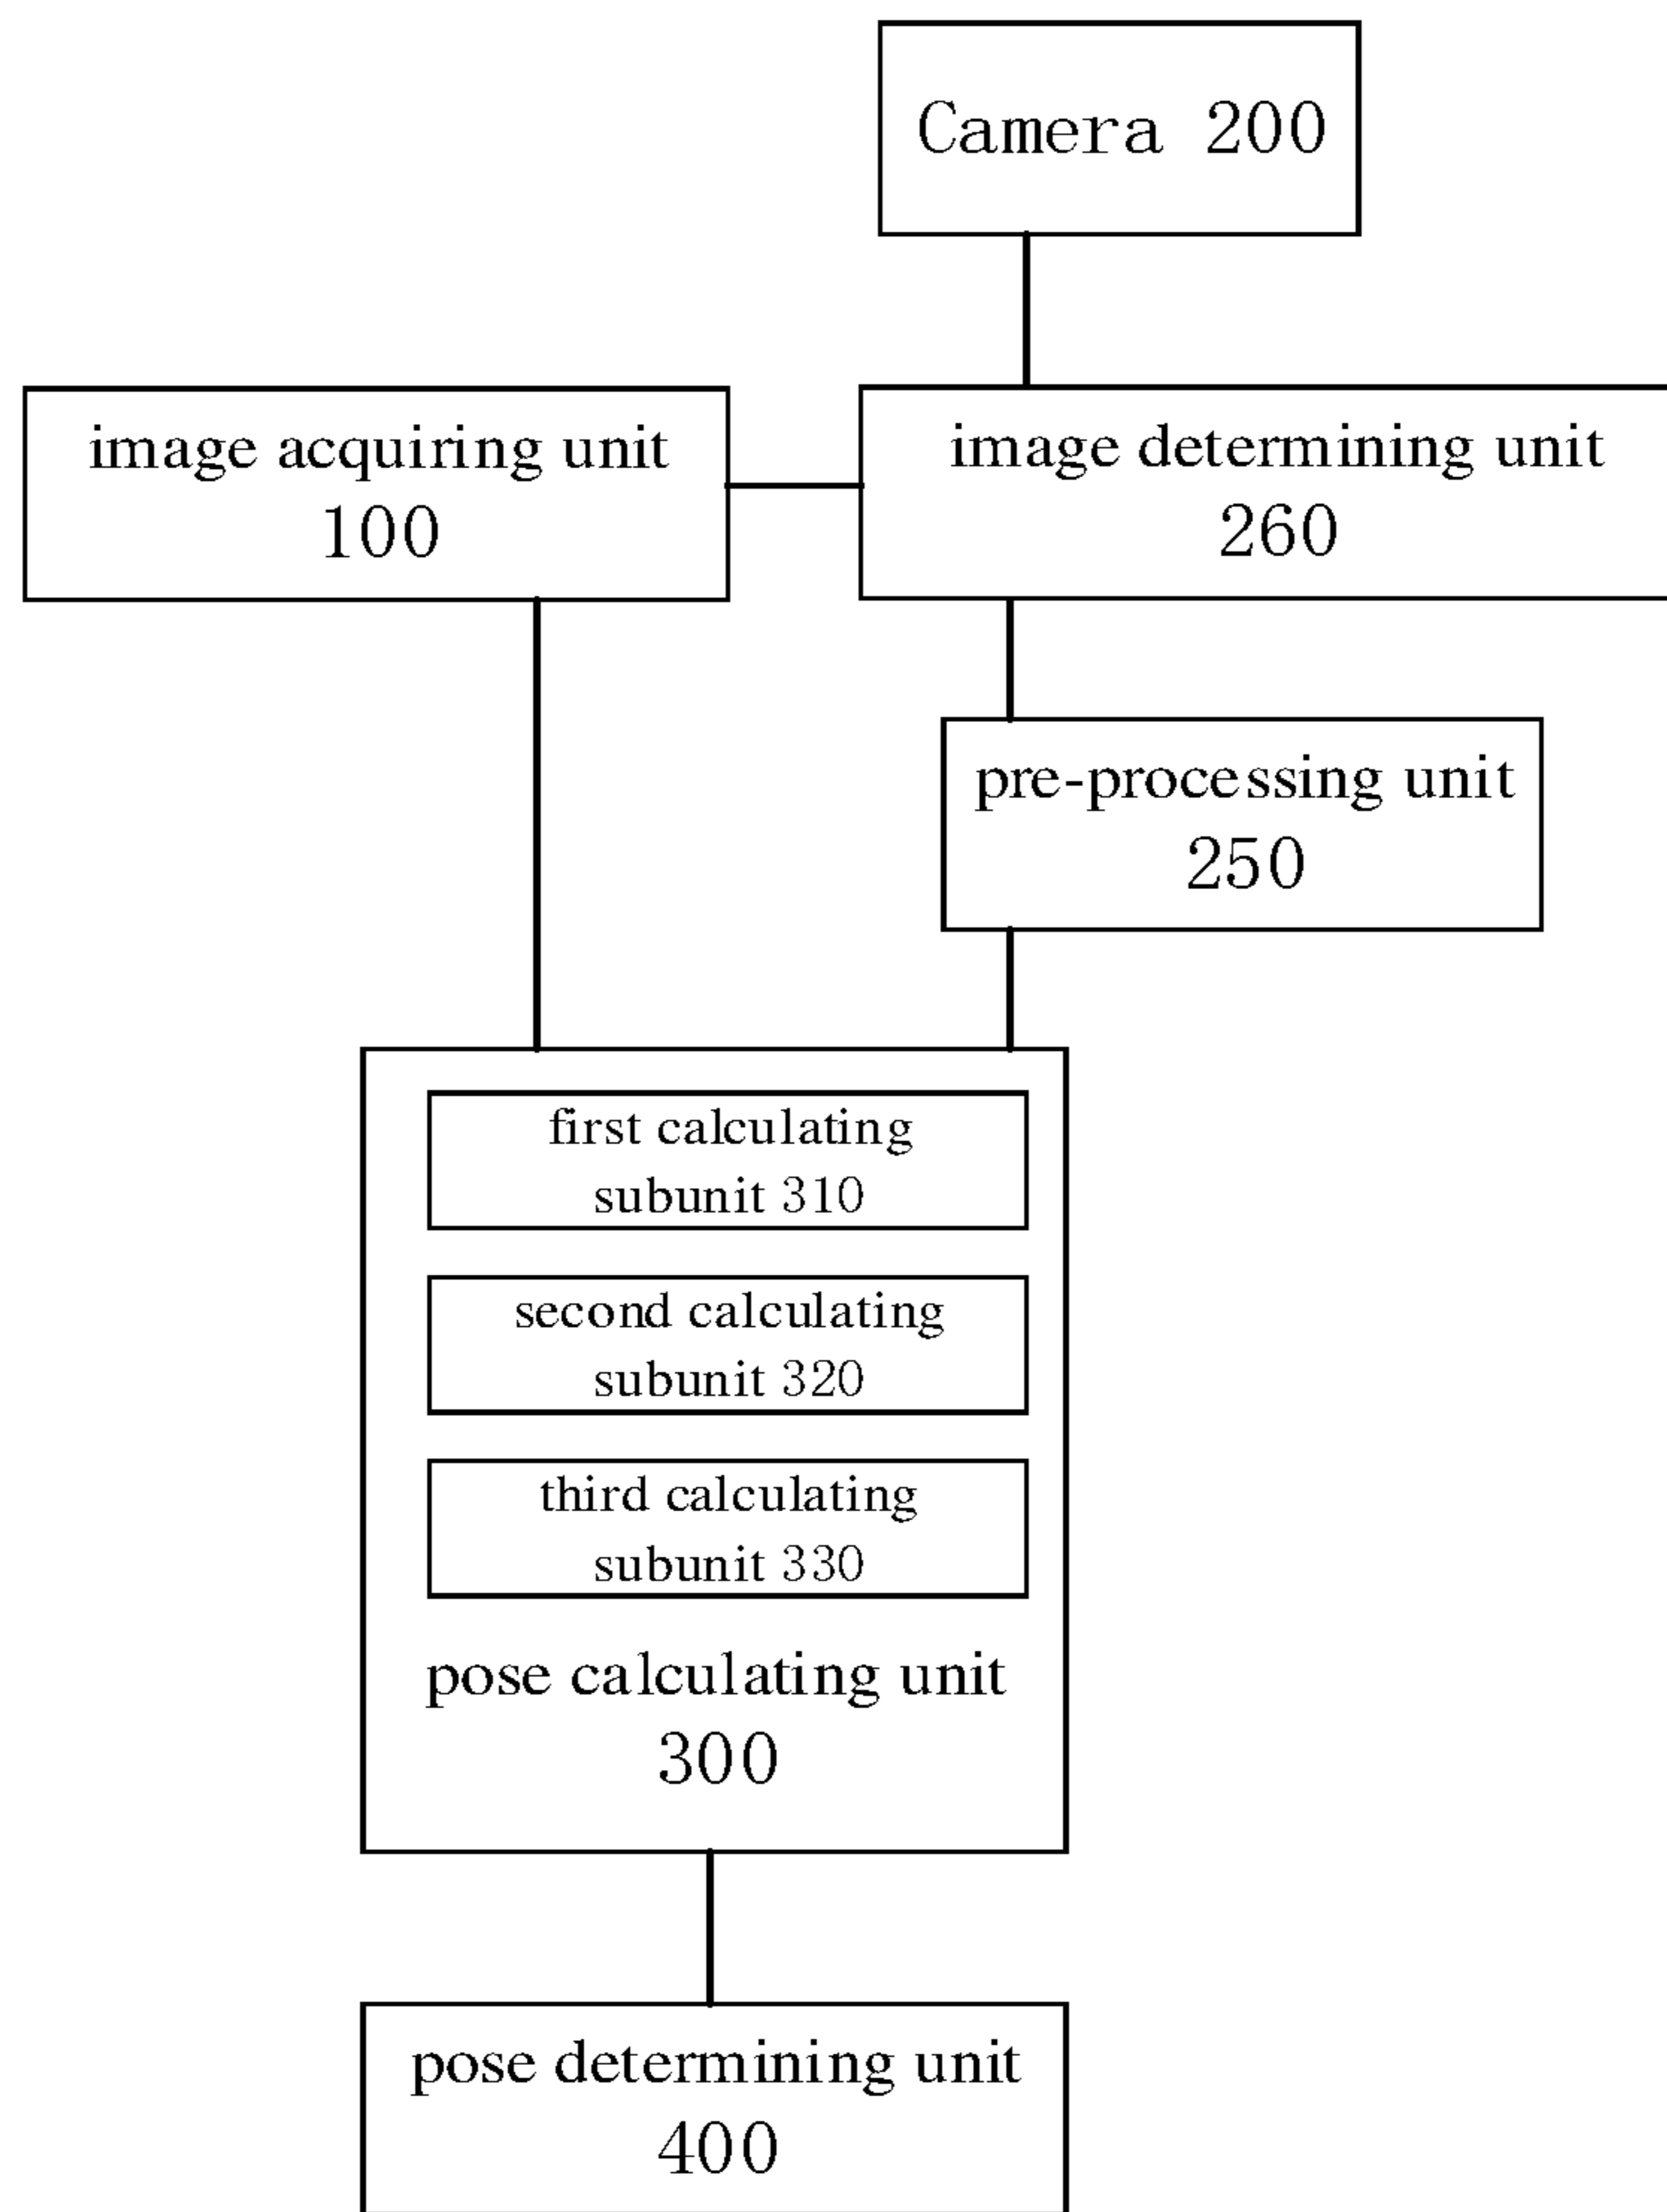 Camera 200
image acquiring unit
100
image determining unit
260
pre-processing unit
250
first calculating
subunit 310
second calculating
subunit 320
third calculating
subunit 330
pose calculating unit
300
pose determining unit
400